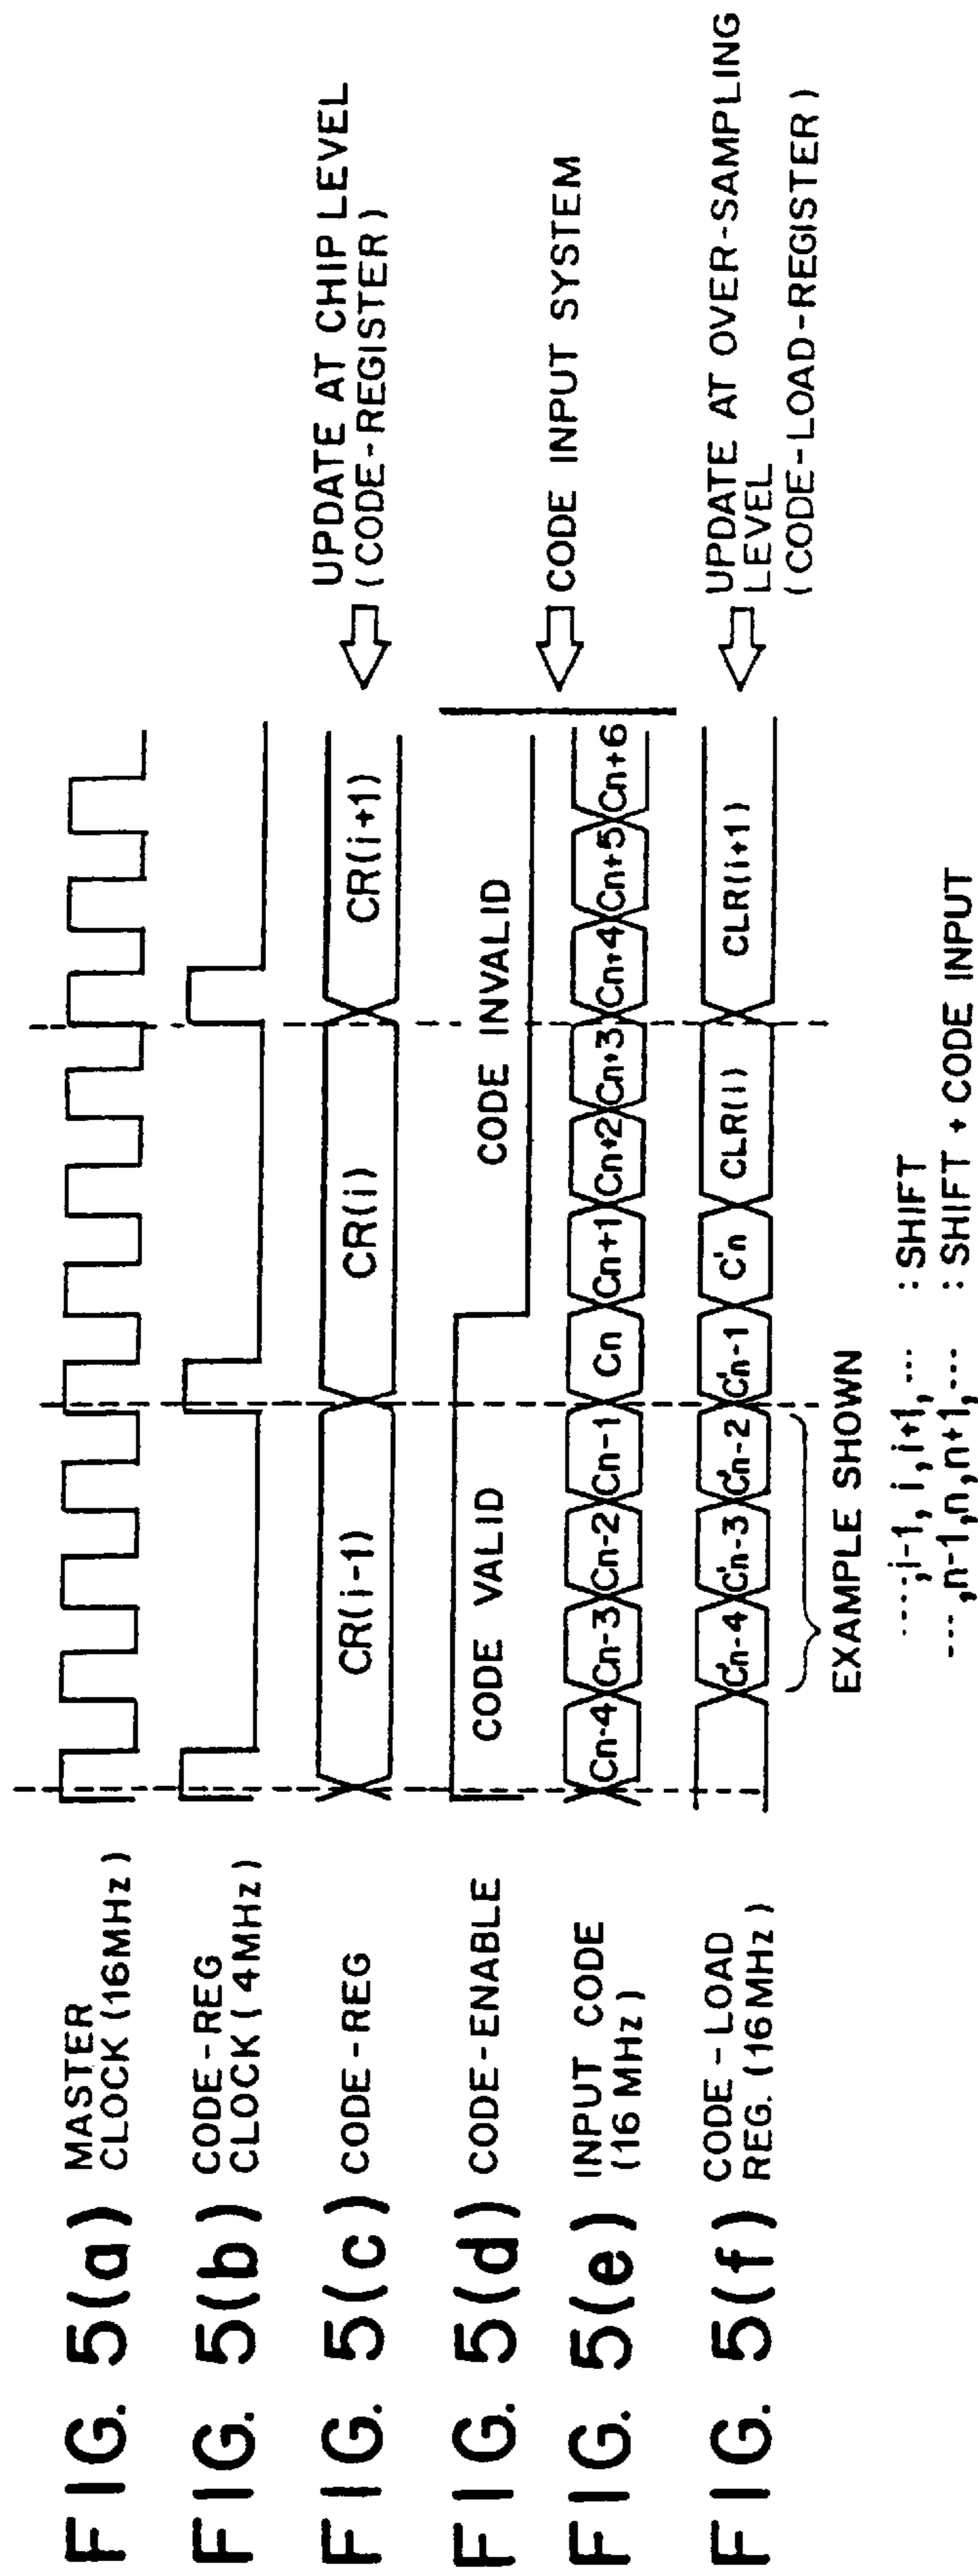 FIG. 5(a) MASTER
CLOCK (16MHz)
FIG. 5(b) CODE-REG
CLOCK (4MHz)
FIG. 5(c) CODE-REG
CR(i-1) CR(i) CR(i+1)
UPDATE AT CHIP LEVEL
(CODE-REGISTER)
FIG. 5(d) CODE-ENABLE
CODE VALID CODE INVALID
CODE INPUT SYSTEM
FIG. 5(e) INPUT CODE
(16 MHz)
Cn-4 Cn-3 Cn-2 Cn-1 Cn Cn+1 Cn+2 Cn+3 Cn+4 Cn+5 Cn+6
FIG. 5(f) CODE-LOAD
REG. (16MHz)
C'n-4 C'n-3 C'n-2 C'n-1 C'n CLR(i) CLR(i+1)
UPDATE AT OVER-SAMPLING
LEVEL
(CODE-LOAD-REGISTER)
EXAMPLE SHOWN
----,i-1, i, i+1,--- : SHIFT
---,n-1,n,n+1,--- : SHIFT + CODE INPUT